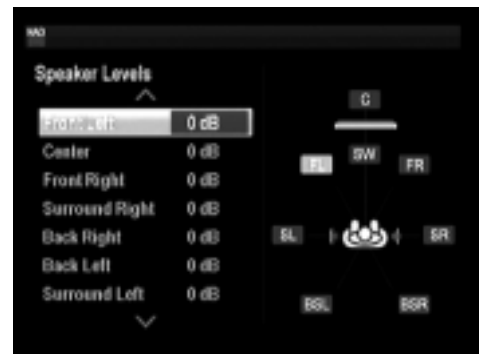 NAD
Speaker Levels
Front Left 0 dB
Center 0 dB
Front Right 0 dB
Surround Right 0 dB
Back Right 0 dB
Back Left 0 dB
Surround Left 0 dB
C
FL SW FR
SL SR
BSL BSR